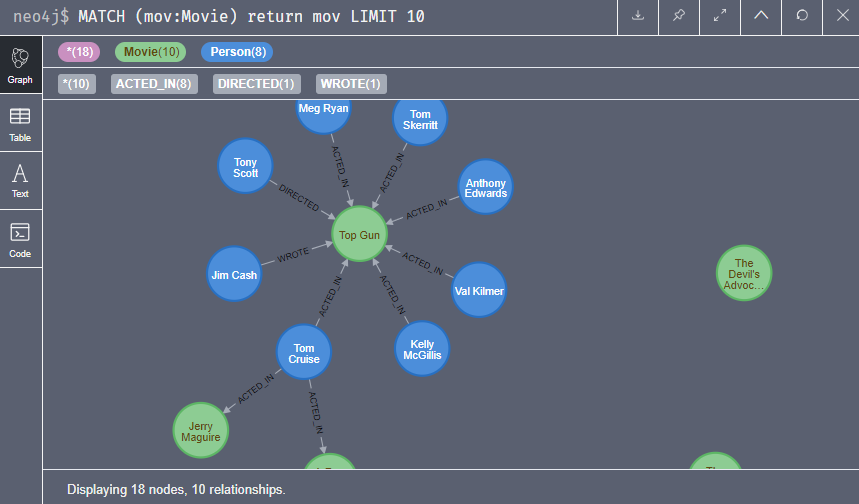 neo4j$ MATCH (mov:Movie) return mov LIMIT 10
*(18) Movie(10) Person(8)
*(10) ACTED_IN(8) DIRECTED(1) WROTE(1)
Graph
Table
Text
Code
Meg Ryan
Tom
Skerritt
Tony
Scott
Anthony
Edwards
ACTED_IN
ACTED_IN
DIRECTED
ACTED_IN
Top Gun
WROTE
ACTED_IN
Jim Cash
Val Kilmer
The
Devil's
Advoc...
ACTED_IN
ACTED_IN
Tom
Cruise
Kelly
McGillis
ACTED_IN
ACTED_IN
Jerry
Maguire
Displaying 18 nodes, 10 relationships.